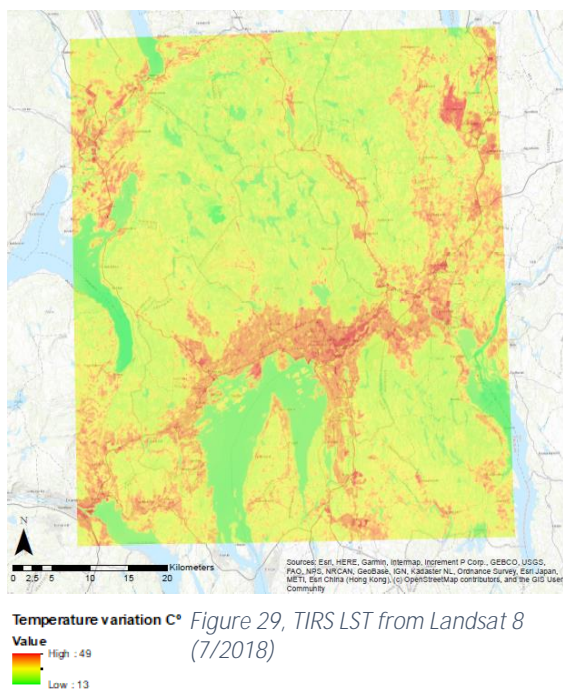 N
Kilometers
0 2,5 5 10 15 20
Sources: Esri, HERE, Garmin, Intermap, increment P Corp., GEBCO, USGS,
FAO, NPS, NRCAN, GeoBase, IGN, Kadaster NL, Ordnance Survey, Esri Japan,
METI, Esri China (Hong Kong), (c) OpenStreetMap contributors, and the GIS User
Community
Temperature variation C°
Value
High : 49
Low : 13
Figure 29, TIRS LST from Landsat 8
(7/2018)